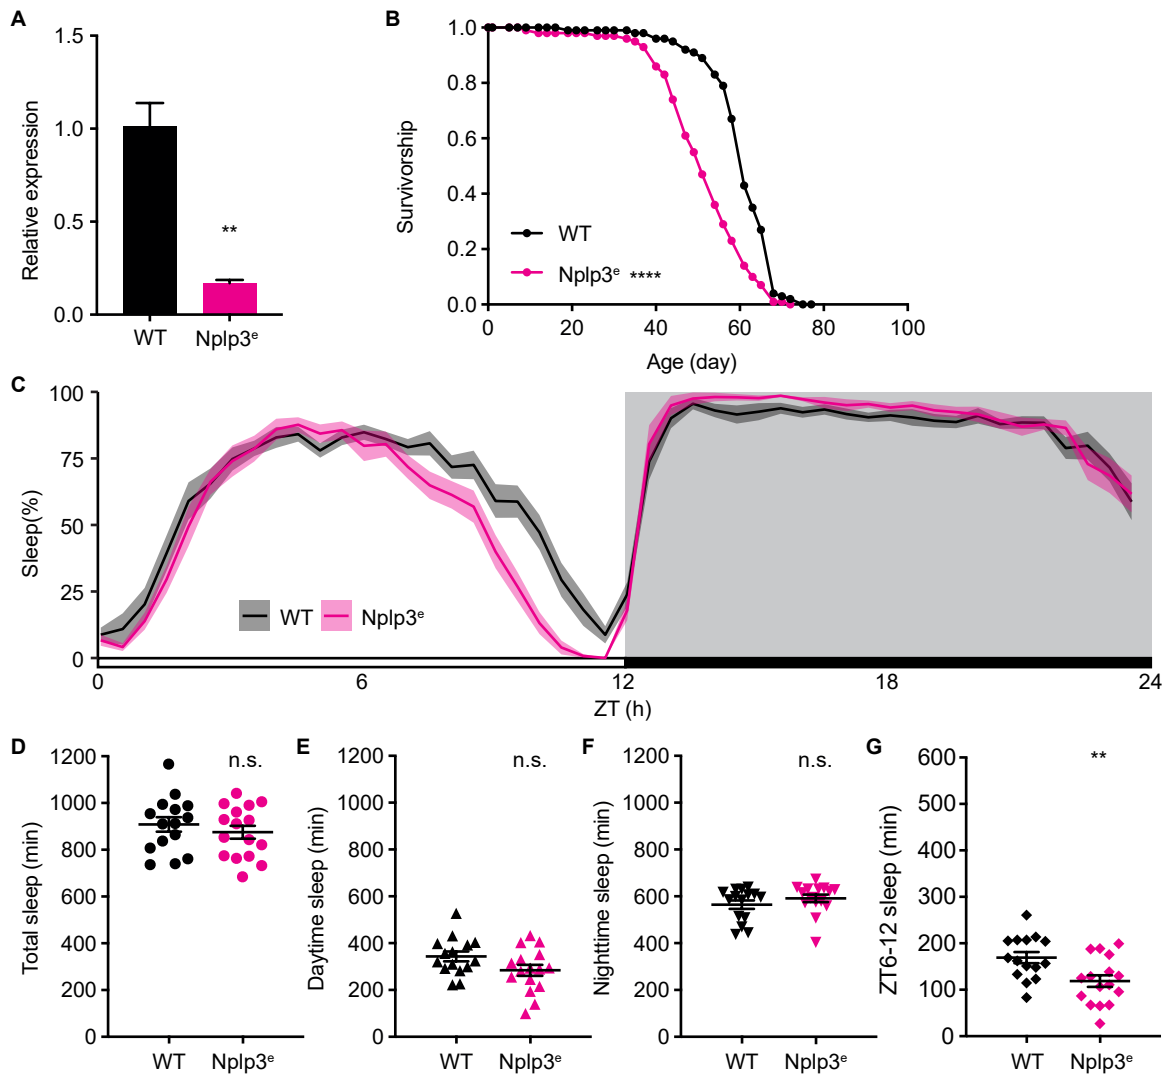 A
Relative expression
1.5
1.0
0.5
0.0
**
WT
Nplp3ᵉ
B
Survivorship
1.0
0.8
0.6
0.4
0.2
0.0
WT
Nplp3ᵉ ****
0
20
40
60
80
100
Age (day)
C
Sleep(%)
100
75
50
25
0
WT
Nplp3ᵉ
0
6
12
18
24
ZT (h)
D
Total sleep (min)
1200
1000
800
600
400
200
0
n.s.
WT
Nplp3ᵉ
E
Daytime sleep (min)
1200
1000
800
600
400
200
0
n.s.
WT
Nplp3ᵉ
F
Nighttime sleep (min)
1200
1000
800
600
400
200
0
n.s.
WT
Nplp3ᵉ
G
ZT6-12 sleep (min)
600
500
400
300
200
100
0
**
WT
Nplp3ᵉ